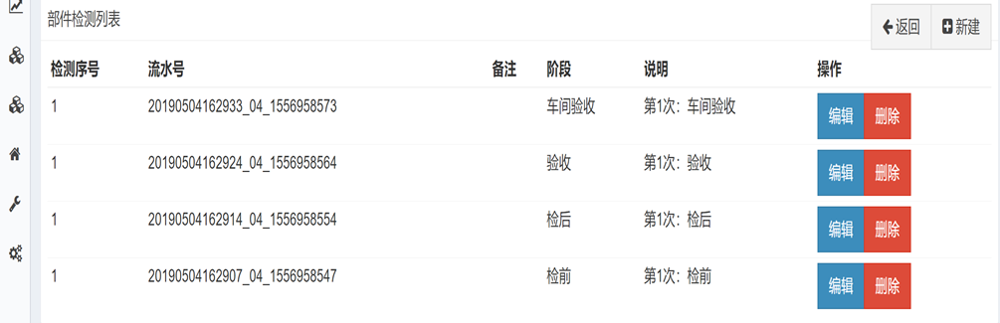 部件检测列表
返回 新建
检测序号 流水号 备注 阶段 说明 操作
1 20190504162933_04_1556958573 车间验收 第1次：车间验收 编辑 删除
1 20190504162924_04_1556958564 验收 第1次：验收 编辑 删除
1 20190504162914_04_1556958554 检后 第1次：检后 编辑 删除
1 20190504162907_04_1556958547 检前 第1次：检前 编辑 删除